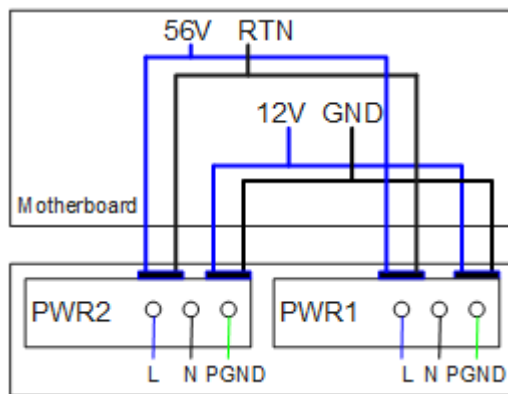 56V RTN
12V GND
Motherboard
PWR2
PWR1
L N PGND
L N PGND